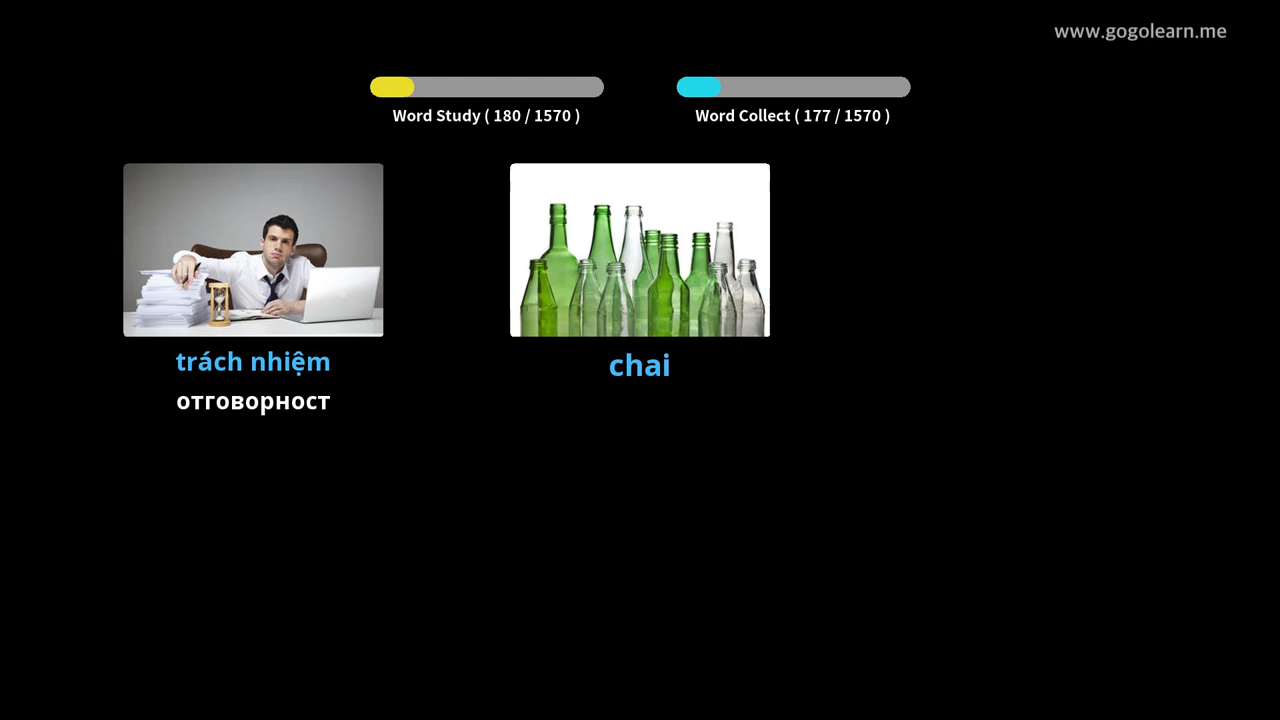 www.gogolearn.me
Word Study ( 180 / 1570 )
Word Collect ( 177 / 1570 )
trách nhiệm
отговорност
chai